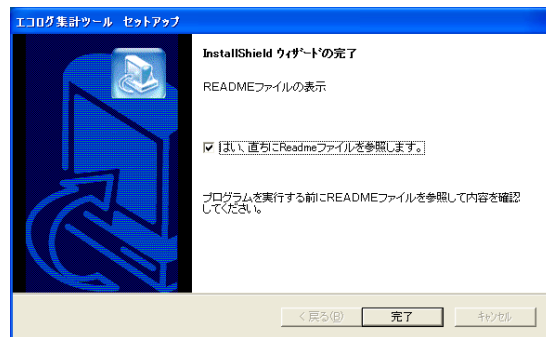 エコログ集計ツール セットアップ
InstallShield ウィザードの完了
READMEファイルの表示
はい、直ちにReadmeファイルを参照します。
プログラムを実行する前にREADMEファイルを参照して内容を確認
してください。
< 戻る(B)
完了
キャンセル